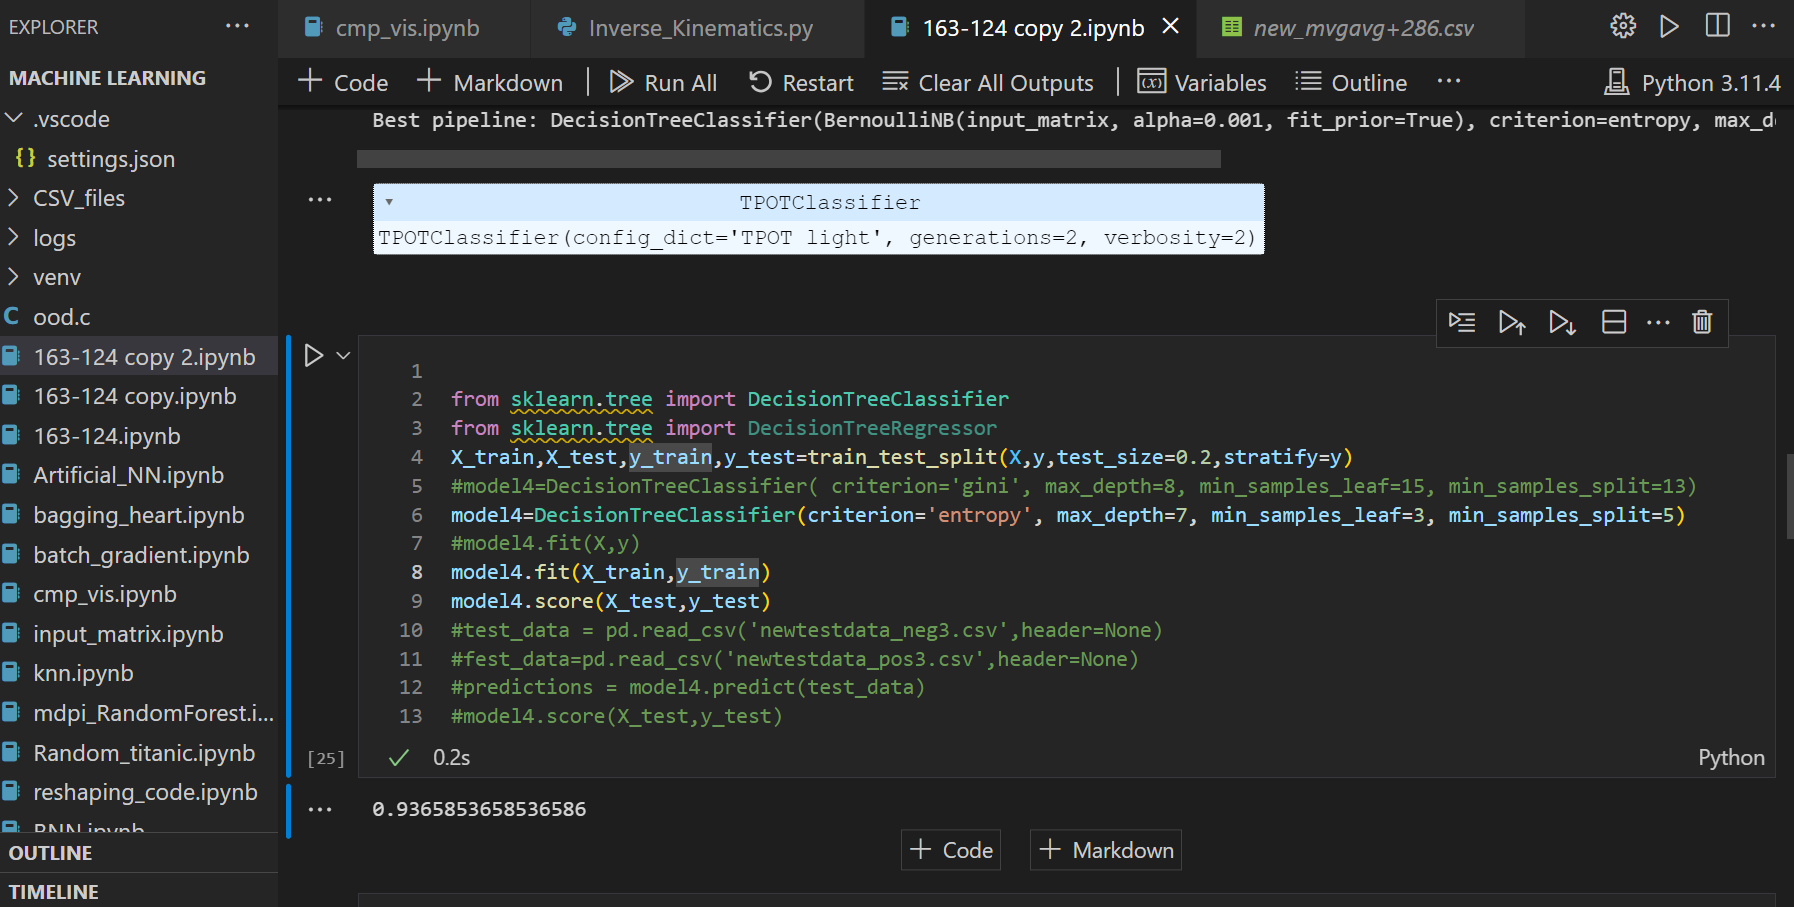 EXPLORER
cmp_vis.ipynb
Inverse_Kinematics.py
163-124 copy 2.ipynb
new_mvgavg+286.csv
MACHINE LEARNING
.vscode
{} settings.json
CSV_files
logs
venv
C ood.c
163-124 copy 2.ipynb
163-124 copy.ipynb
163-124.ipynb
Artificial_NN.ipynb
bagging_heart.ipynb
batch_gradient.ipynb
cmp_vis.ipynb
input_matrix.ipynb
knn.ipynb
mdpi_RandomForest.i...
Random_titanic.ipynb
reshaping_code.ipynb
OUTLINE
TIMELINE
+ Code + Markdown | Run All Restart Clear All Outputs | Variables Outline ... Python 3.11.4
Best pipeline: DecisionTreeClassifier(BernoulliNB(input_matrix, alpha=0.001, fit_prior=True), criterion=entropy,
TPOTClassifier
TPOTClassifier(config_dict='TPOT light', generations=2, verbosity=2)
1
2 from sklearn.tree import DecisionTreeClassifier
3 from sklearn.tree import DecisionTreeRegressor
4 X_train,X_test,y_train,y_test=train_test_split(X,y,test_size=0.2,stratify=y)
5 #model4=DecisionTreeClassifier( criterion='gini', max_depth=8, min_samples_leaf=15, min_samples_split=13)
6 model4=DecisionTreeClassifier(criterion='entropy', max_depth=7, min_samples_leaf=3, min_samples_split=5)
7 #model4.fit(X,y)
8 model4.fit(X_train,y_train)
9 model4.score(X_test,y_test)
10 #test_data = pd.read_csv('newtestdata_neg3.csv',header=None)
11 #fest_data=pd.read_csv('newtestdata_pos3.csv',header=None)
12 #predictions = model4.predict(test_data)
13 #model4.score(X_test,y_test)
[25] 0.2s Python
0.9365853658536586
+ Code + Markdown